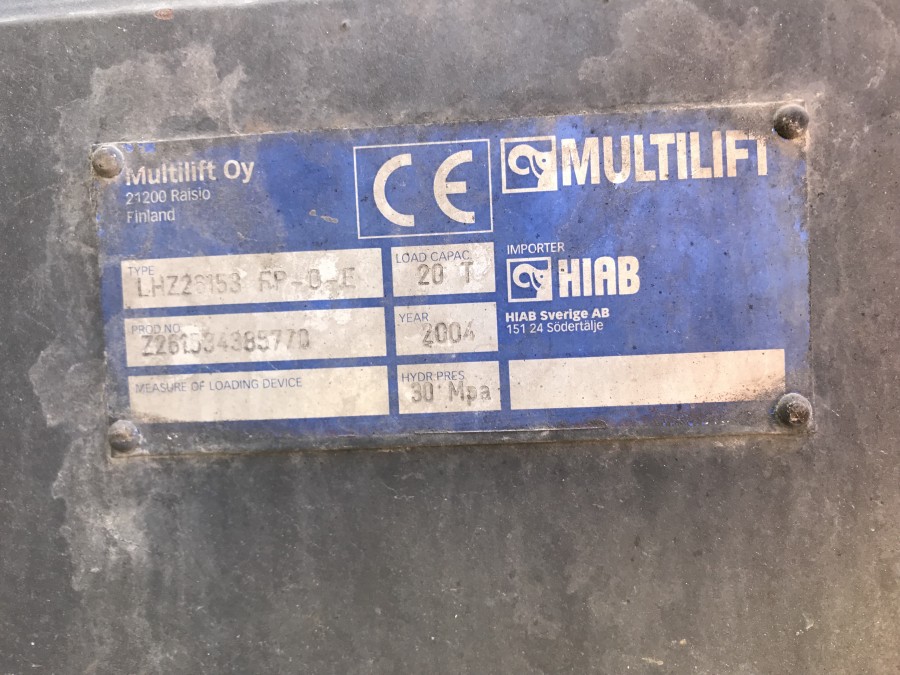 Multilift Oy
21200 Raisio
Finland
CE
MULTILIFT
TYPE
LOAD CAPAC
20 T
IMPORTER
HIAB
HIAB Sverige AB
151 24 Södertälje
PROD NO.
YEAR
2004
MEASURE OF LOADING DEVICE
HYDR PRES
30 Mpa